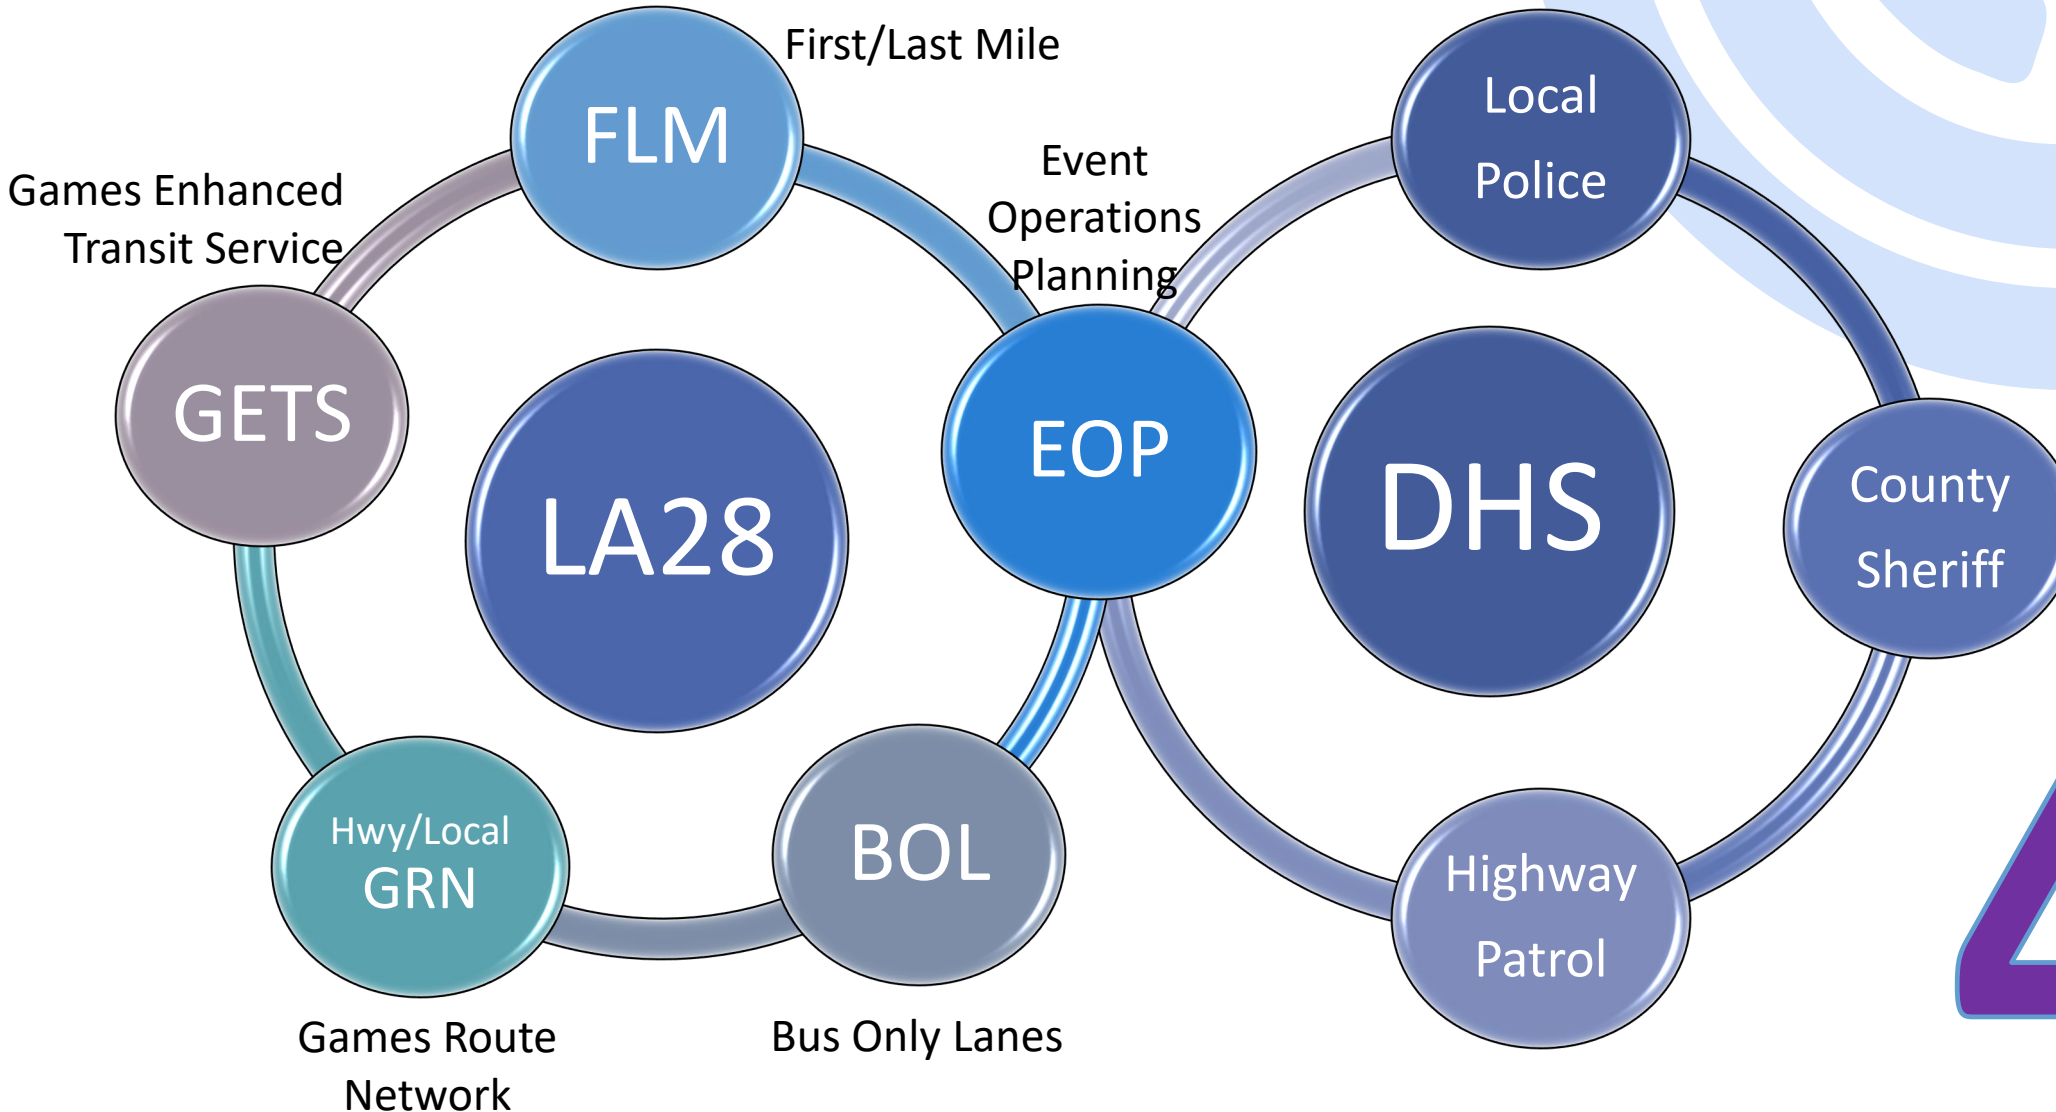 First/Last Mile
FLM
Games Enhanced
Transit Service
GETS
LA28
Event
Operations
Planning
EOP
Hwy/Local
GRN
Games Route
Network
BOL
Bus Only Lanes
Local
Police
DHS
County
Sheriff
Highway
Patrol